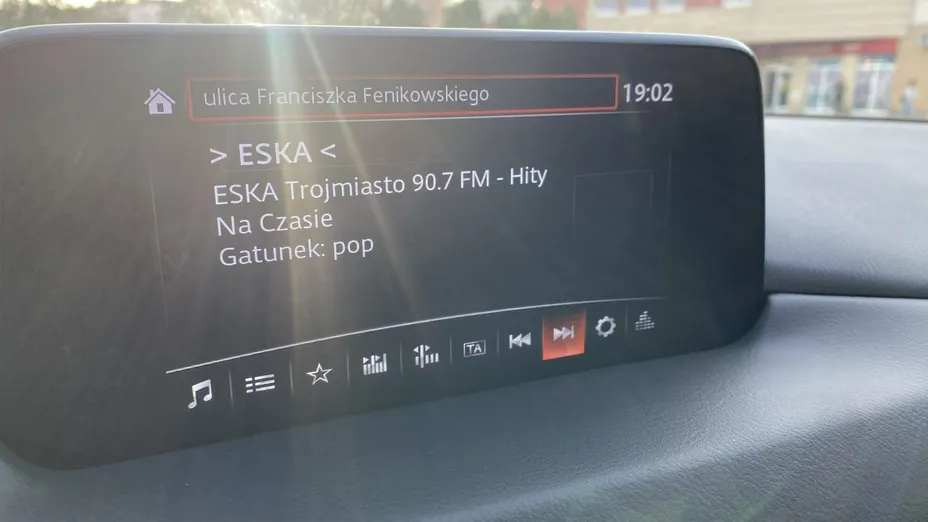 ulica Franciszka Fenikowskiego
19:02
> ESKA <
ESKA Trojmiasto 90.7 FM - Hity
Na Czasie
Gatunek: pop
TA